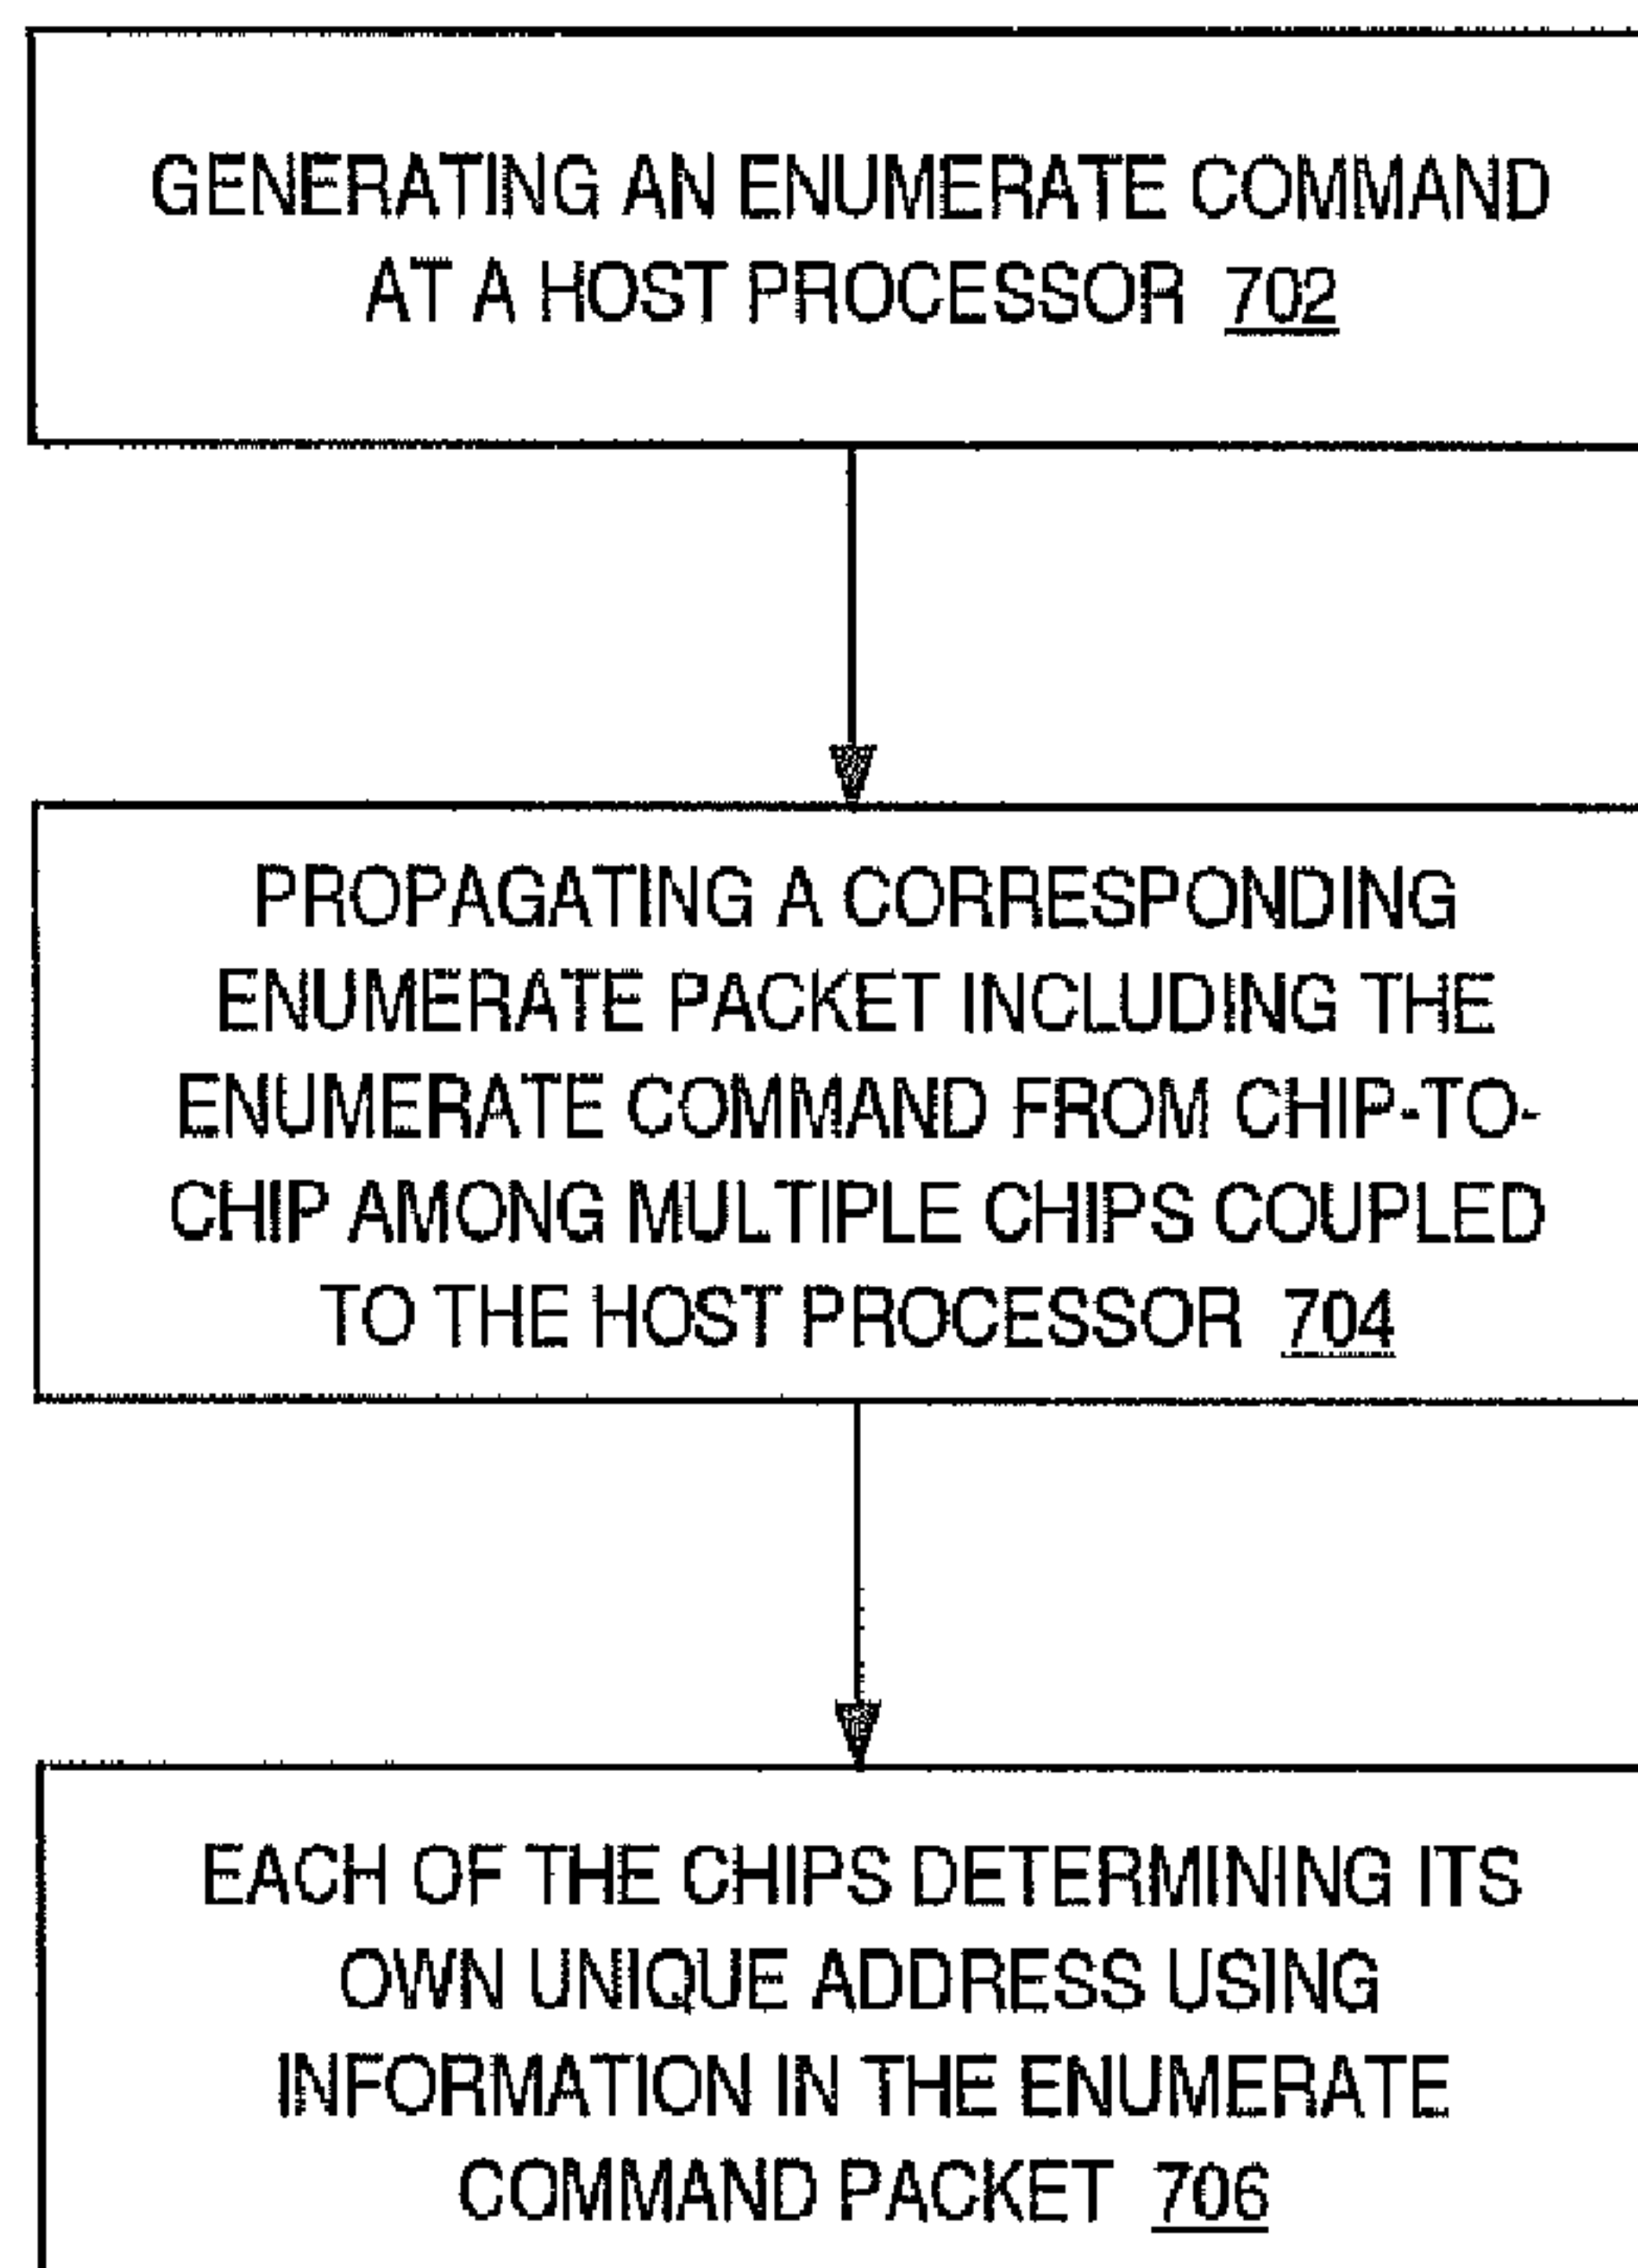 GENERATING AN ENUMERATE COMMAND
AT A HOST PROCESSOR 702
PROPAGATING A CORRESPONDING
ENUMERATE PACKET INCLUDING THE
ENUMERATE COMMAND FROM CHIP-TO-
CHIP AMONG MULTIPLE CHIPS COUPLED
TO THE HOST PROCESSOR 704
EACH OF THE CHIPS DETERMINING ITS
OWN UNIQUE ADDRESS USING
INFORMATION IN THE ENUMERATE
COMMAND PACKET 706